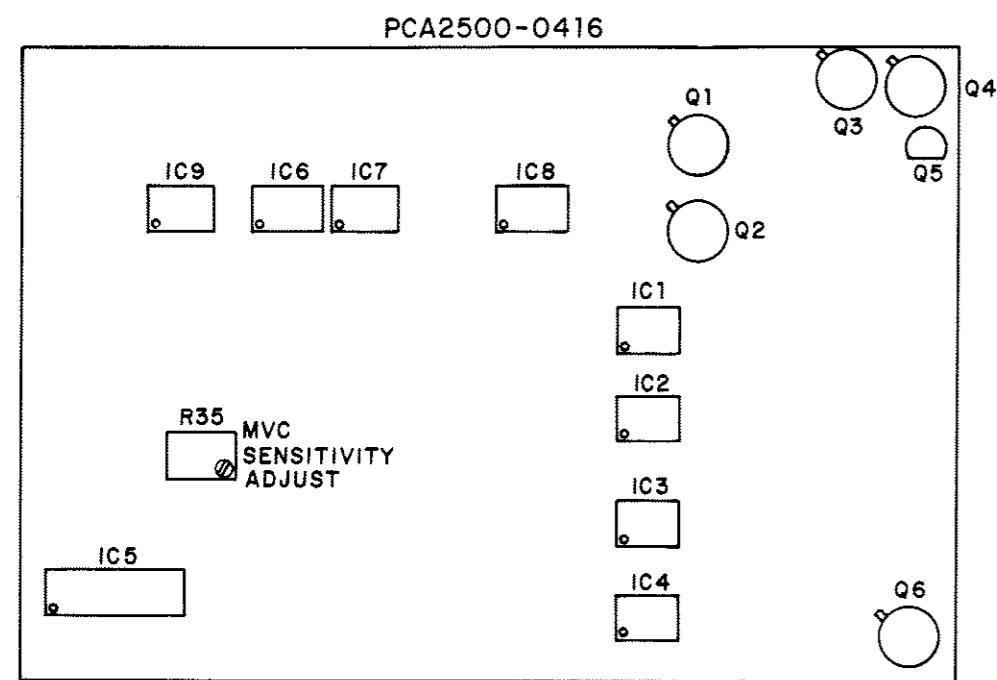 PCA2500-0416
Q4
Q1
Q3
Q5
IC9
IC6
IC7
IC8
Q2
IC1
IC2
R35
MVC
SENSITIVITY
ADJUST
IC3
IC5
IC4
Q6